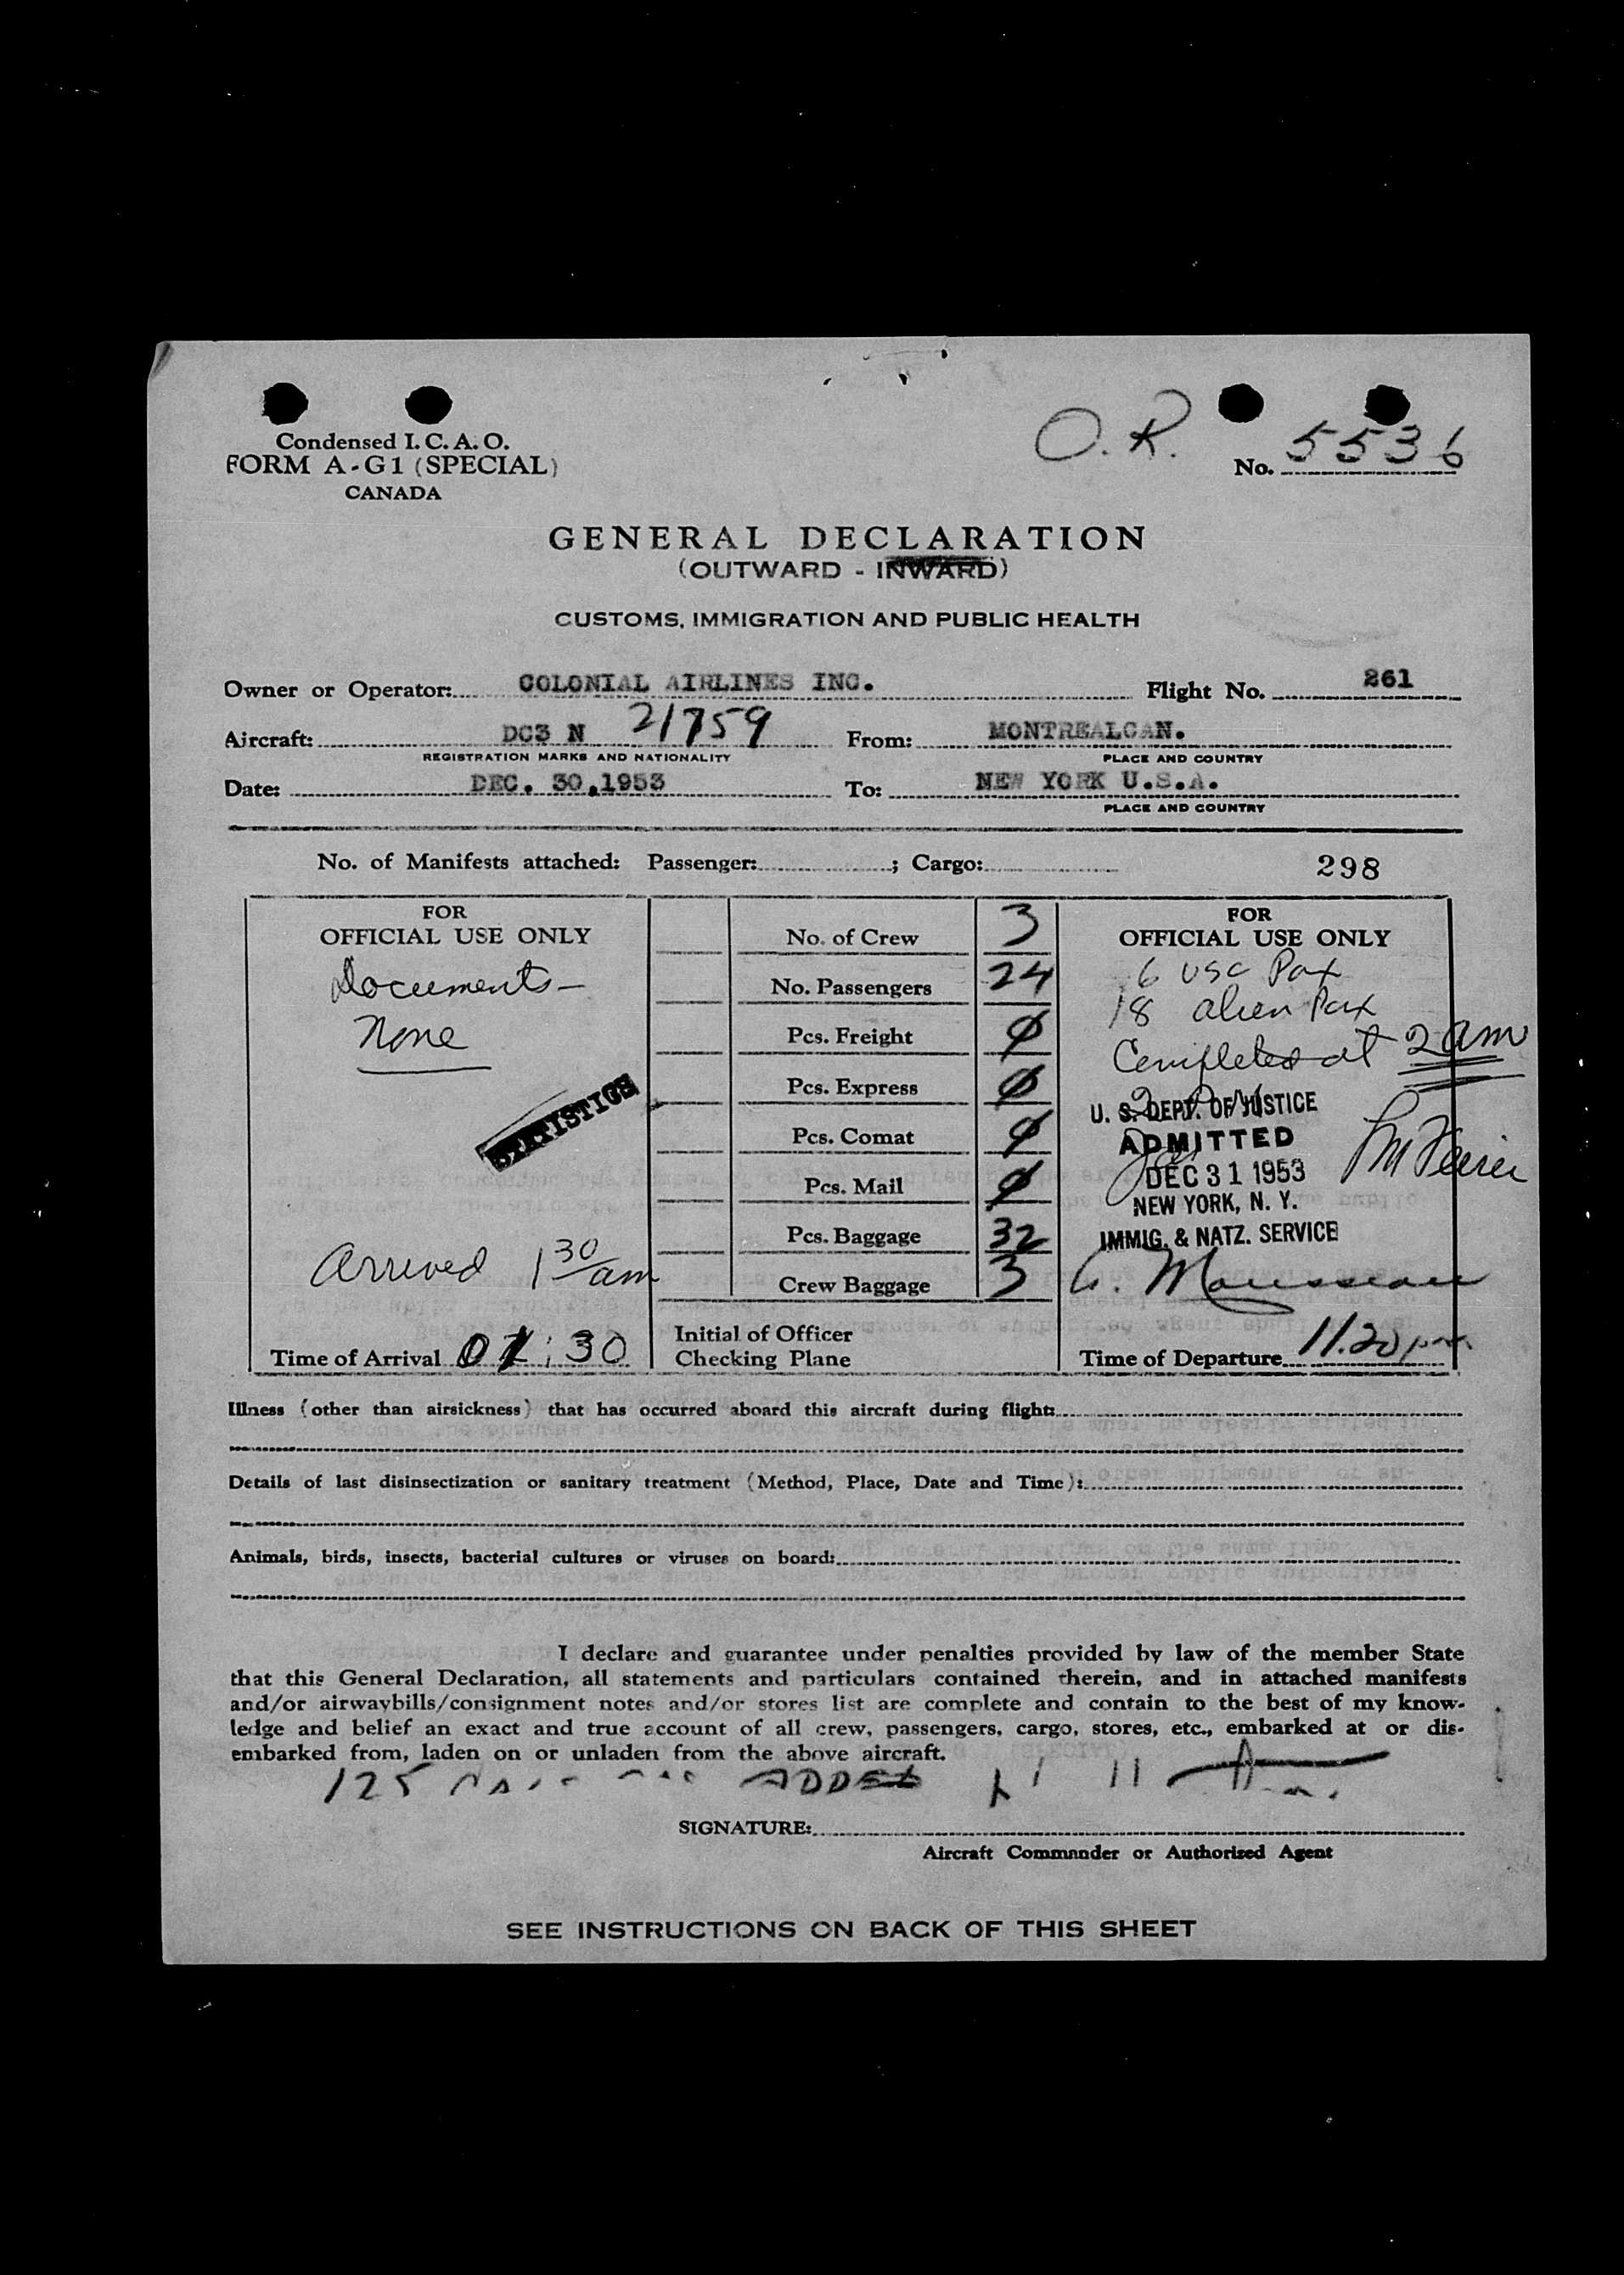 O.R.
Condensed I. C. A. O.
FORM A-G1 (SPECIAL)
CANADA
No. 5536
GENERAL DECLARATION
(OUTWARD - INWARD)
CUSTOMS, IMMIGRATION AND PUBLIC HEALTH
Owner or Operator: COLONIAL AIRLINES INC. Flight No. 261
Aircraft: DC3 N 21759 From: MONTREALCAN.
REGISTRATION MARKS AND NATIONALITY PLACE AND COUNTRY
Date: DEC. 30.1953 To: NEW YORK U.S.A.
PLACE AND COUNTRY
No. of Manifests attached: Passenger: ; Cargo: 298
FOR
OFFICIAL USE ONLY
Documents—
None
STATISTICS
Arrived 1 30 am
Time of Arrival 01:30
No. of Crew 3
No. Passengers 24
Pcs. Freight Ø
Pcs. Express Ø
Pcs. Comat Ø
Pcs. Mail Ø
Pcs. Baggage 32
Crew Baggage 3
Initial of Officer
Checking Plane
FOR
OFFICIAL USE ONLY
6 USC Pax
18 alien Pax
Completed at 2 am
U. S. DEPT. OF JUSTICE
ADMITTED
DEC 31 1953
NEW YORK, N. Y.
IMMIG. & NATZ. SERVICE
Time of Departure 11.20 pm
Illness (other than airsickness) that has occurred aboard this aircraft during flight:
Details of last disinsectization or sanitary treatment (Method, Place, Date and Time):
Animals, birds, insects, bacterial cultures or viruses on board:
I declare and guarantee under penalties provided by law of the member State
that this General Declaration, all statements and particulars contained therein, and in attached manifests
and/or airwaybills/consignment notes and/or stores list are complete and contain to the best of my know-
ledge and belief an exact and true account of all crew, passengers, cargo, stores, etc., embarked at or dis-
embarked from, laden on or unladen from the above aircraft.
125 ADDED
SIGNATURE:
Aircraft Commander or Authorized Agent
SEE INSTRUCTIONS ON BACK OF THIS SHEET